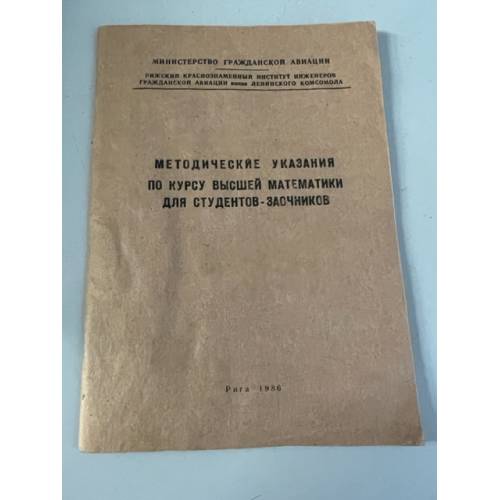 МИНИСТЕРСТВО ГРАЖДАНСКОЙ АВИАЦИИ
РИЖСКИЙ КРАСНОЗНАМЕННЫЙ ИНСТИТУТ ИНЖЕНЕРОВ
ГРАЖДАНСКОЙ АВИАЦИИ имени ЛЕНИНСКОГО КОМСОМОЛА
МЕТОДИЧЕСКИЕ УКАЗАНИЯ
ПО КУРСУ ВЫСШЕЙ МАТЕМАТИКИ
ДЛЯ СТУДЕНТОВ-ЗАОЧНИКОВ
Рига 1986